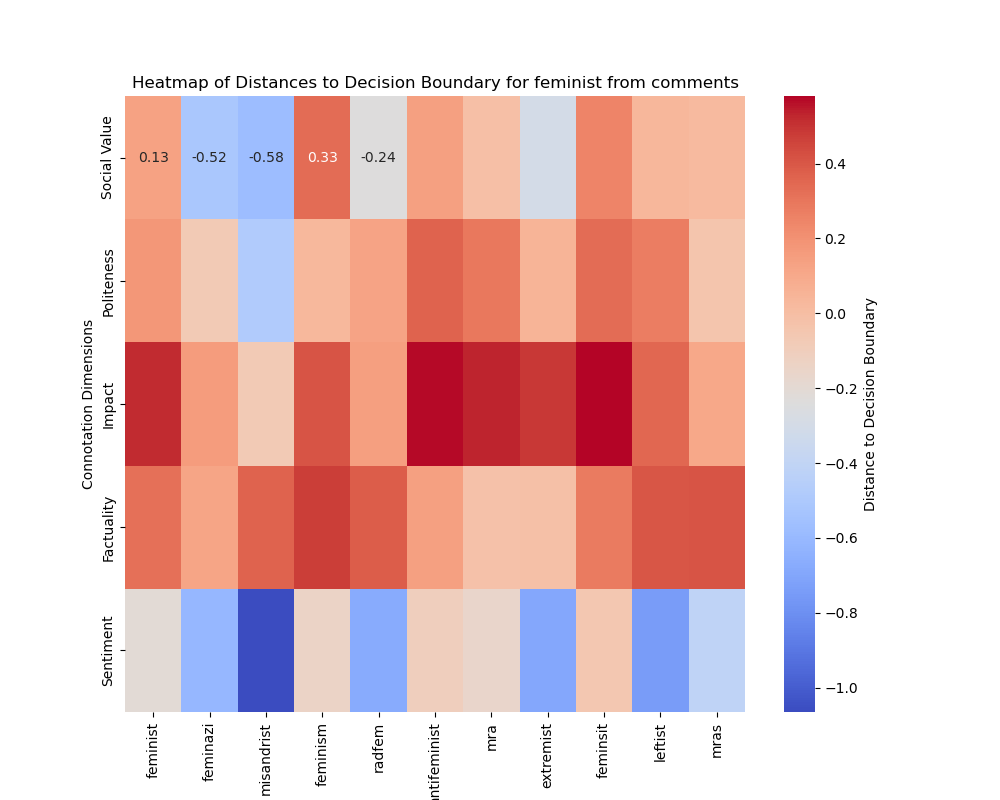 Heatmap of Distances to Decision Boundary for feminist from comments
Connotation Dimensions
Social Value
Politeness
Impact
Factuality
Sentiment
0.13 -0.52 -0.58 0.33 -0.24
feminist
feminazi
misandrist
feminism
radfem
ntifeminist
mra
extremist
feminsit
leftist
mras
0.4
0.2
0.0
−0.2
−0.4
−0.6
−0.8
−1.0
Distance to Decision Boundary